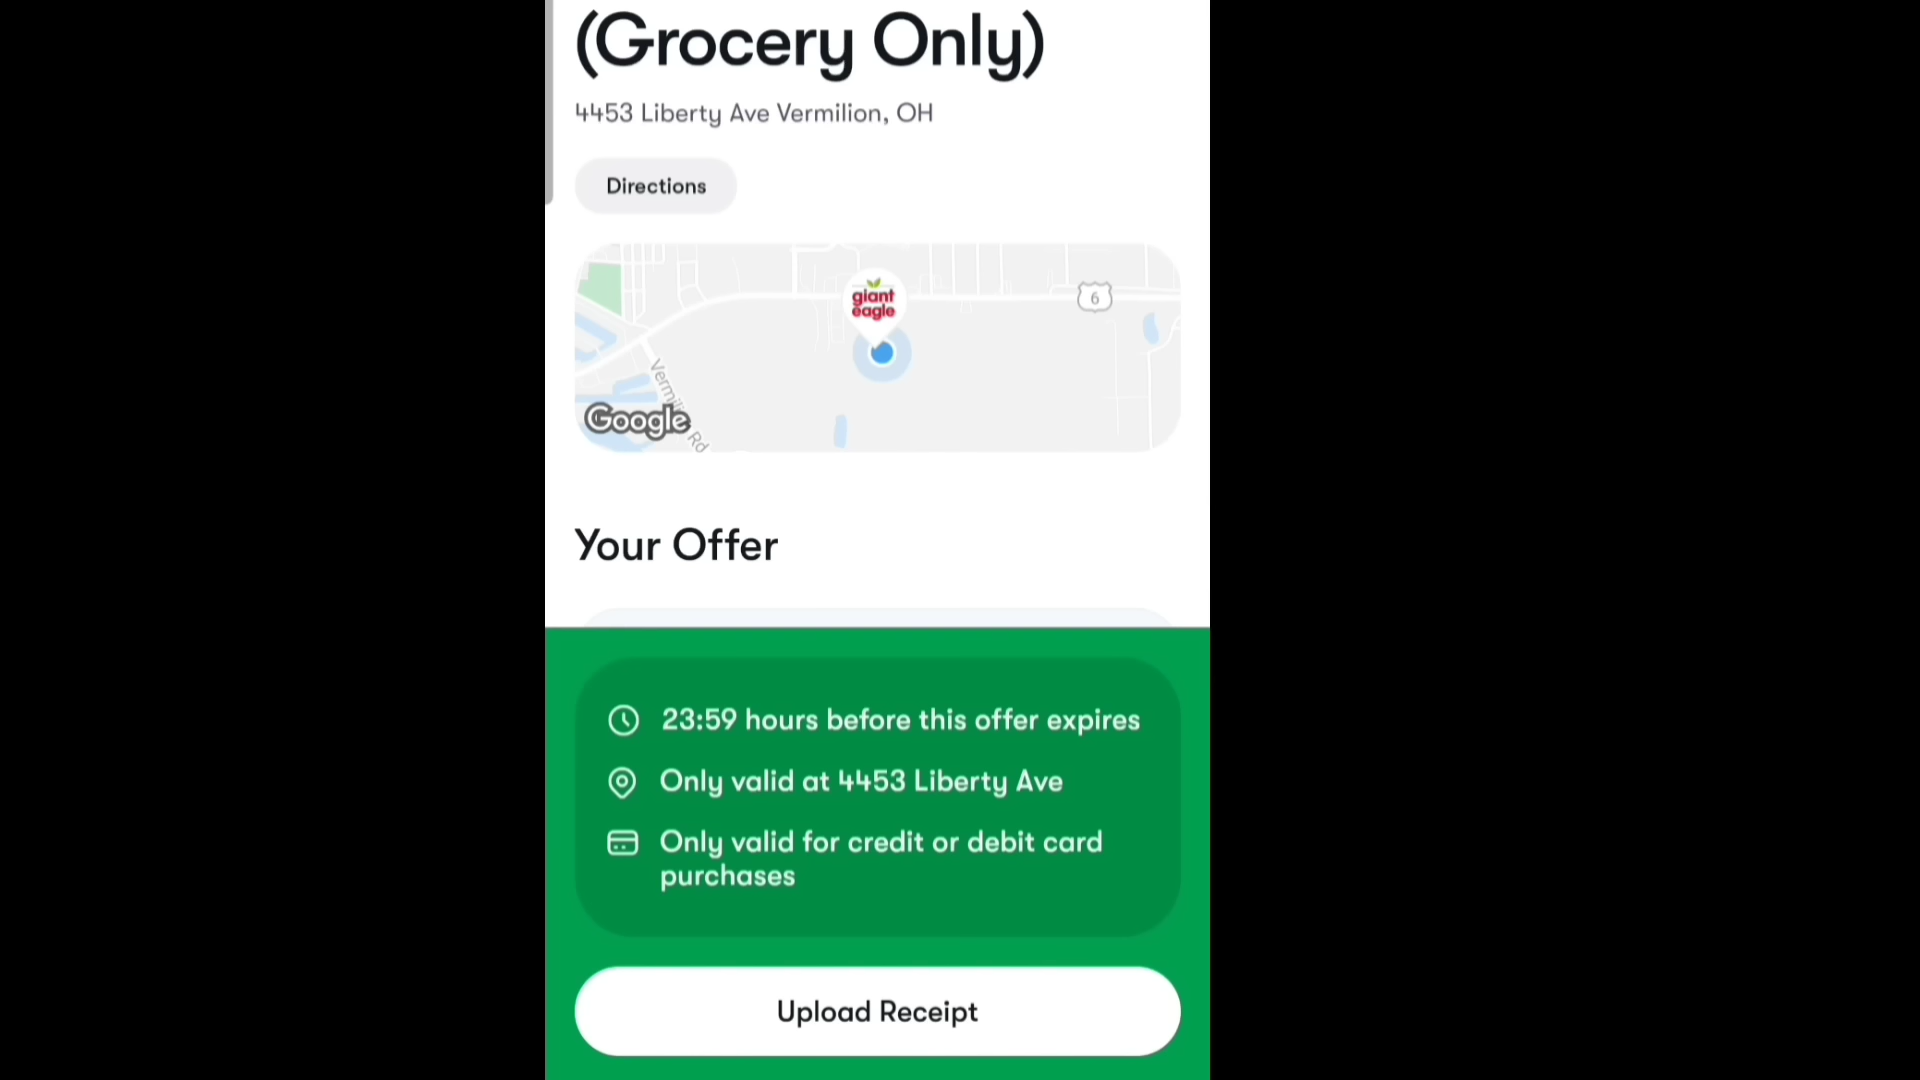 (Grocery Only)
4453 Liberty Ave Vermilion, OH
Directions
giant
eagle
6
Google
Rd
Your Offer
23:59 hours before this offer expires
Only valid at 4453 Liberty Ave
Only valid for credit or debit card
purchases
Upload Receipt